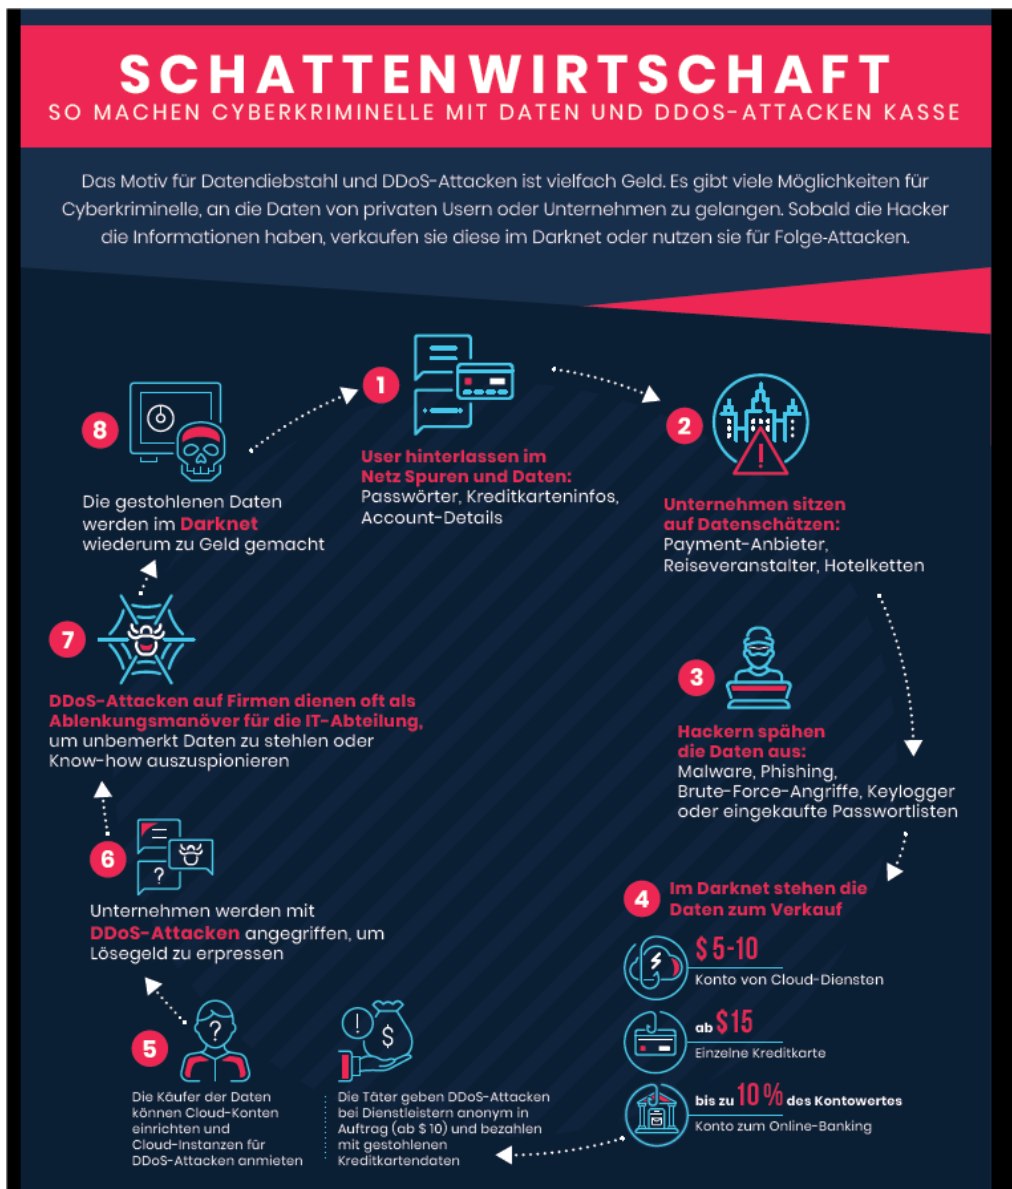 SCHATTENWIRTSCHAFT
SO MACHEN CYBERKRIMINELLE MIT DATEN UND DDOS-ATTACKEN KASSE
Das Motiv für Datendiebstahl und DDoS-Attacken ist vielfach Geld. Es gibt viele Möglichkeiten für
Cyberkriminelle, an die Daten von privaten Usern oder Unternehmen zu gelangen. Sobald die Hacker
die Informationen haben, verkaufen sie diese im Darknet oder nutzen sie für Folge-Attacken.
1
User hinterlassen im
Netz Spuren und Daten:
Passwörter, Kreditkarteninfos,
Account-Details
2
Unternehmen sitzen
auf Datenschätzen:
Payment-Anbieter,
Reiseveranstalter, Hotelketten
3
Hackern spähen
die Daten aus:
Malware, Phishing,
Brute-Force-Angriffe, Keylogger
oder eingekaufte Passwortlisten
4
Im Darknet stehen die
Daten zum Verkauf
$ 5-10
Konto von Cloud-Diensten
ab $15
Einzelne Kreditkarte
bis zu 10 % des Kontowertes
Konto zum Online-Banking
5
?
Die Käufer der Daten
können Cloud-Konten
einrichten und
Cloud-Instanzen für
DDoS-Attacken anmieten
! $
Die Täter geben DDoS-Attacken
bei Dienstleistern anonym in
Auftrag (ab $ 10) und bezahlen
mit gestohlenen
Kreditkartendaten
6
?
Unternehmen werden mit
DDoS-Attacken angegriffen, um
Lösegeld zu erpressen
7
DDoS-Attacken auf Firmen dienen oft als
Ablenkungsmanöver für die IT-Abteilung,
um unbemerkt Daten zu stehlen oder
Know-how auszuspionieren
8
Die gestohlenen Daten
werden im Darknet
wiederum zu Geld gemacht